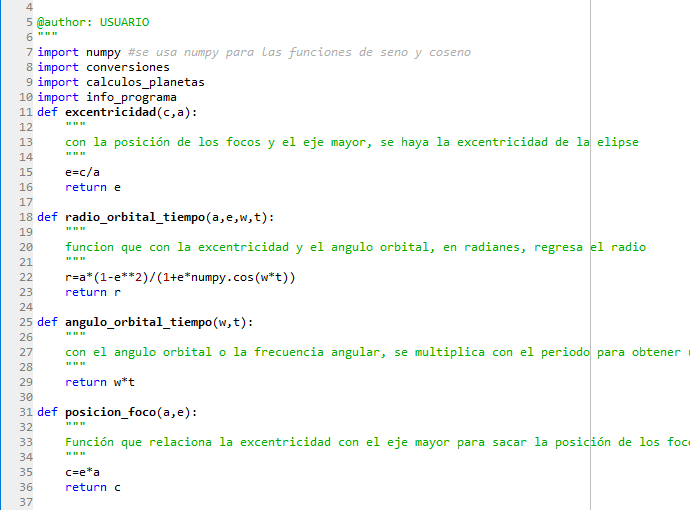 4
5 @author: USUARIO
6 """
7 import numpy #se usa numpy para las funciones de seno y coseno
8 import conversiones
9 import calculos_planetas
10 import info_programa
11 def excentricidad(c,a):
12     """
13     con la posición de los focos y el eje mayor, se haya la excentricidad de la elipse
14     """
15     e=c/a
16     return e
17
18 def radio_orbital_tiempo(a,e,w,t):
19     """
20     funcion que con la excentricidad y el angulo orbital, en radianes, regresa el radio
21     """
22     r=a*(1-e**2)/(1+e*numpy.cos(w*t))
23     return r
24
25 def angulo_orbital_tiempo(w,t):
26     """
27     con el angulo orbital o la frecuencia angular, se multiplica con el periodo para obtener
28     """
29     return w*t
30
31 def posicion_foco(a,e):
32     """
33     Función que relaciona la excentricidad con el eje mayor para sacar la posición de los foc
34     """
35     c=e*a
36     return c
37